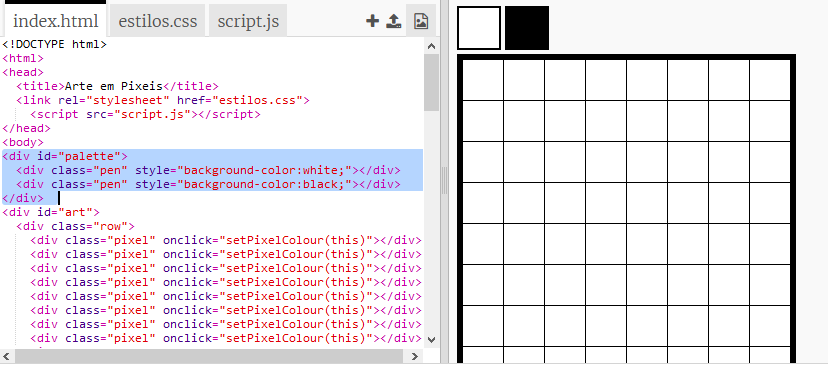 index.html estilos.css script.js
<!DOCTYPE html>
<html>
<head>
<title>Arte em Pixeis</title>
<link rel="stylesheet" href="estilos.css">
<script src="script.js"></script>
</head>
<body>
<div id="palette">
<div class="pen" style="background-color:white;"></div>
<div class="pen" style="background-color:black;"></div>
</div>
<div id="art">
<div class="row">
<div class="pixel" onclick="setPixelColour(this)"></div>
<div class="pixel" onclick="setPixelColour(this)"></div>
<div class="pixel" onclick="setPixelColour(this)"></div>
<div class="pixel" onclick="setPixelColour(this)"></div>
<div class="pixel" onclick="setPixelColour(this)"></div>
<div class="pixel" onclick="setPixelColour(this)"></div>
<div class="pixel" onclick="setPixelColour(this)"></div>
<div class="pixel" onclick="setPixelColour(this)"></div>